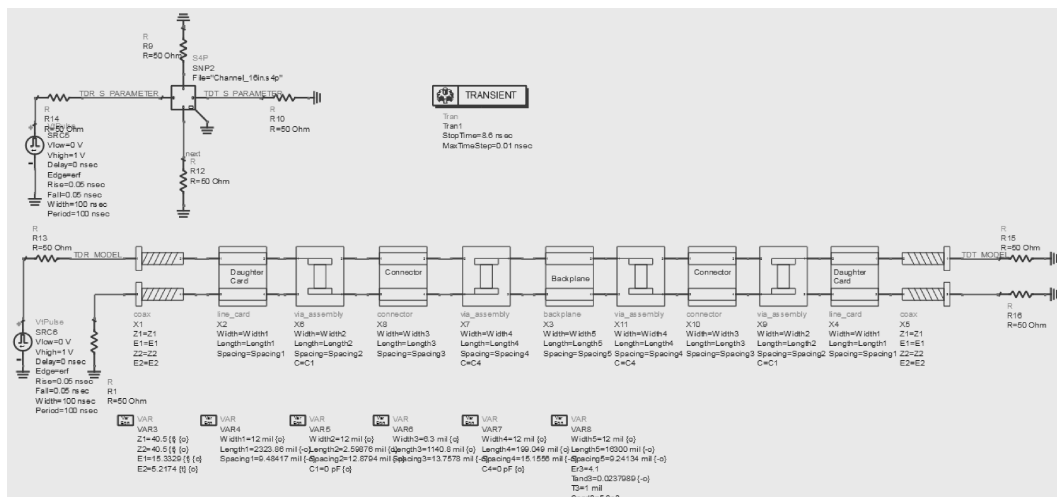 R
R9
R=50 Ohm
S4P
SNP2
File="Channel_16in.s4p"
TDR_S_PARAMETER
TDT_S_PARAMETER
R
R14
R=50 Ohm
R
R10
R=50 Ohm
VtPulse
SRC5
Vlow=0 V
Vhigh=1 V
Delay=0 nsec
Edge=erf
Rise=0.05 nsec
Fall=0.05 nsec
Width=100 nsec
Period=100 nsec
next
R
R12
R=50 Ohm
TRANSIENT
Tran
Tran1
StopTime=8.6 nsec
MaxTimeStep=0.01 nsec
R
R13
R=50 Ohm
TDR_MODEL
Daughter
Card
Connector
Backplane
Connector
Daughter
Card
TDT_MODEL
R
R15
R=50 Ohm
R
R16
R=50 Ohm
VtPulse
SRC6
Vlow=0 V
Vhigh=1 V
Delay=0 nsec
Edge=erf
Rise=0.05 nsec
Fall=0.05 nsec
Width=100 nsec
Period=100 nsec
R
R1
R=50 Ohm
coax
X1
Z1=Z1
E1=E1
Z2=Z2
E2=E2
line_card
X2
Width=Width1
Length=Length1
Spacing=Spacing1
via_assembly
X6
Width=Width2
Length=Length2
Spacing=Spacing2
C=C1
connector
X8
Width=Width3
Length=Length3
Spacing=Spacing3
via_assembly
X7
Width=Width4
Length=Length4
Spacing=Spacing4
C=C4
backplane
X3
Width=Width5
Length=Length5
Spacing=Spacing5
via_assembly
X11
Width=Width4
Length=Length4
Spacing=Spacing4
C=C4
connector
X10
Width=Width3
Length=Length3
Spacing=Spacing3
via_assembly
X9
Width=Width2
Length=Length2
Spacing=Spacing2
C=C1
line_card
X4
Width=Width1
Length=Length1
Spacing=Spacing1
coax
X5
Z1=Z1
E1=E1
Z2=Z2
E2=E2
Var
Eqn
VAR
VAR3
Z1=40.5 {t} {o}
Z2=40.5 {t} {o}
E1=15.3329 {t} {o}
E2=5.2174 {t} {o}
Var
Eqn
VAR
VAR4
Width1=12 mil {o}
Length1=2323.86 mil {-o}
Spacing1=9.48417 mil {-o}
Var
Eqn
VAR
VAR5
Width2=12 mil {o}
Length2=2.59876 mil {-o}
Spacing2=12.8794 mil {-o}
C1=0 pF {o}
Var
Eqn
VAR
VAR6
Width3=6.3 mil {-o}
Length3=1140.8 mil {-o}
Spacing3=13.7578 mil {-o}
Var
Eqn
VAR
VAR7
Width4=12 mil {o}
Length4=199.049 mil {-o}
Spacing4=15.1556 mil {-o}
C4=0 pF {o}
Var
Eqn
VAR
VAR8
Width5=12 mil {o}
Length5=16300 mil {-o}
Spacing5=9.24134 mil {-o}
Er3=4.1
Tand3=0.0237989 {-o}
T3=1 mil